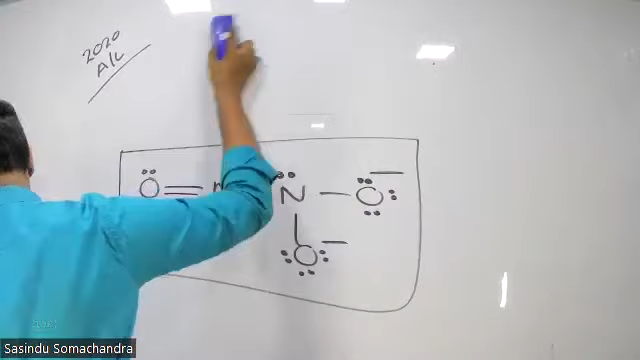 2020
A/L
O = N – O
O
Sasindu Somachandra